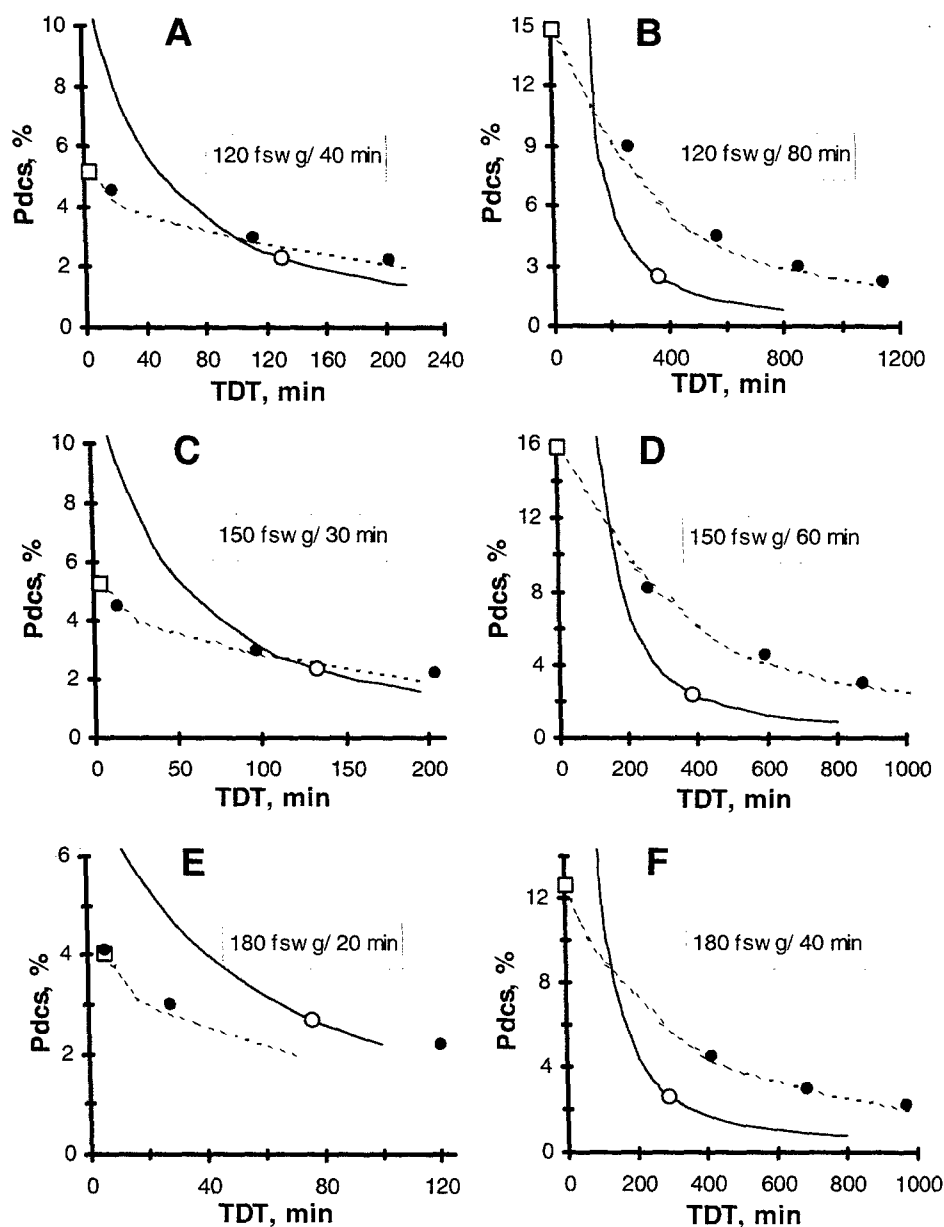 A
10
8
6
4
2
0
Pdcs, %
120 fsw g/ 40 min
0 40 80 120 160 200 240
TDT, min
B
15
12
9
6
3
0
Pdcs, %
120 fsw g/ 80 min
0 400 800 1200
TDT, min
C
10
8
6
4
2
0
Pdcs, %
150 fsw g/ 30 min
0 50 100 150 200
TDT, min
D
16
12
8
4
0
Pdcs, %
150 fsw g/ 60 min
0 200 400 600 800 1000
TDT, min
E
6
4
2
0
Pdcs, %
180 fsw g/ 20 min
0 40 80 120
TDT, min
F
12
8
4
0
Pdcs, %
180 fsw g/ 40 min
0 200 400 600 800 1000
TDT, min